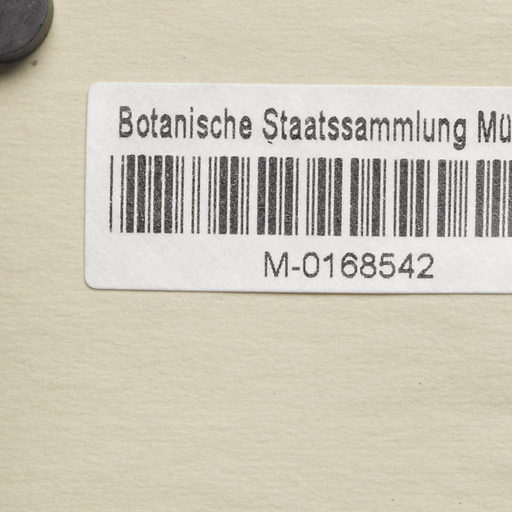 Botanische Staatssammlung Mü
M-0168542